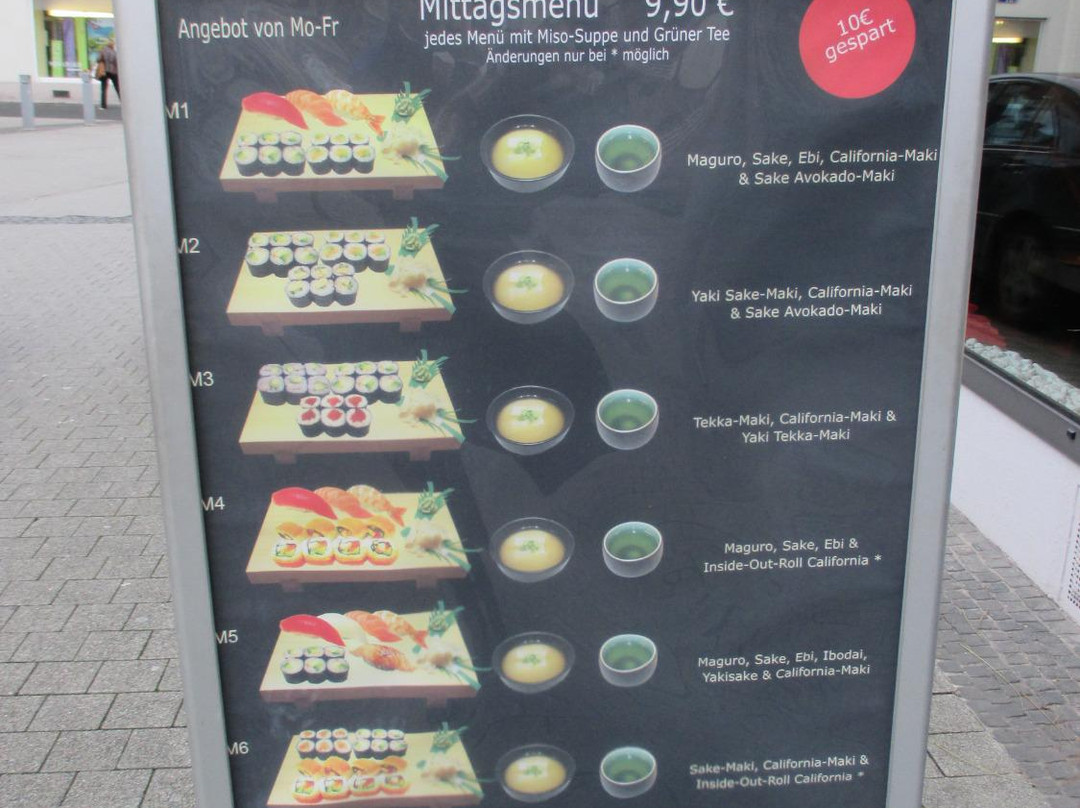 Mittagsmenü 9,90 €
Angebot von Mo-Fr
jedes Menü mit Miso-Suppe und Grüner Tee
Änderungen nur bei * möglich
10€
gespart
M1
Maguro, Sake, Ebi, California-Maki
& Sake Avokado-Maki
M2
Yaki Sake-Maki, California-Maki
& Sake Avokado-Maki
M3
Tekka-Maki, California-Maki &
Yaki Tekka-Maki
M4
Maguro, Sake, Ebi &
Inside-Out-Roll California *
M5
Maguro, Sake, Ebi, Ibodai,
Yakisake & California-Maki
M6
Sake-Maki, California-Maki &
Inside-Out-Roll California *